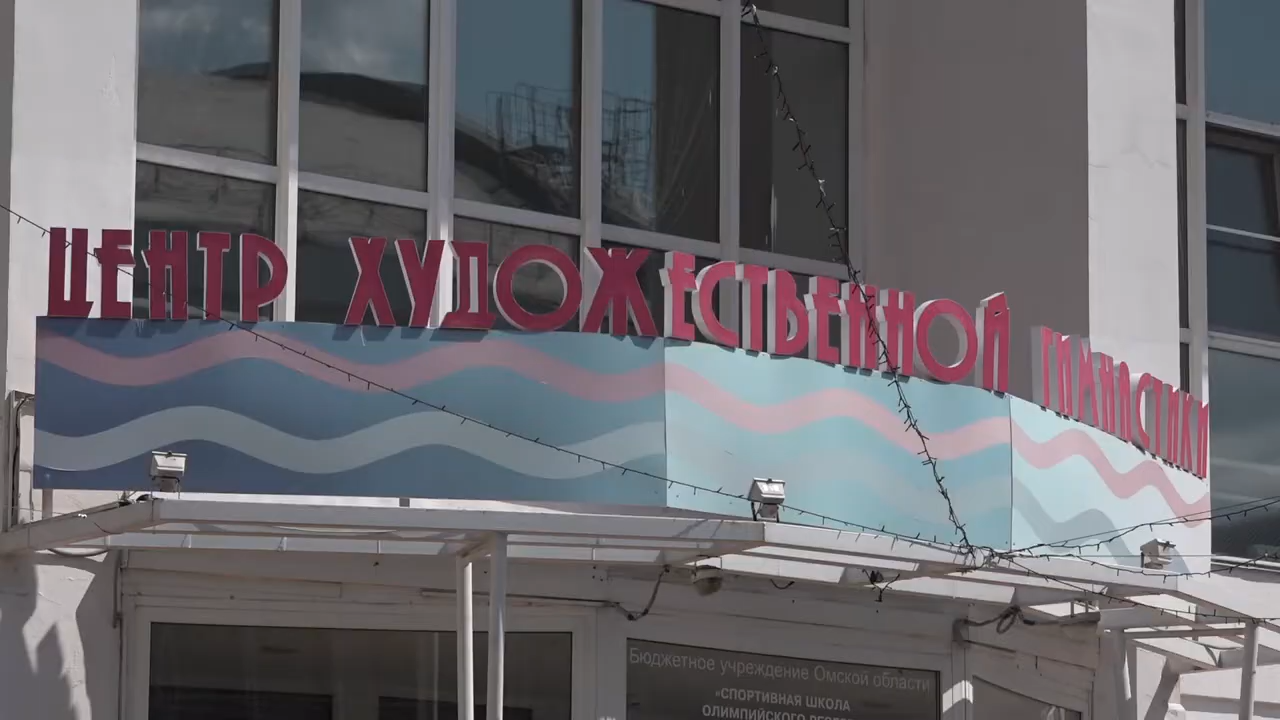 ЦЕНТР ХУДОЖЕСТВЕННОЙ ГИМНАСТИКИ
Бюджетное учреждение Омской области
«СПОРТИВНАЯ ШКОЛА
ОЛИМПИЙСКОГО